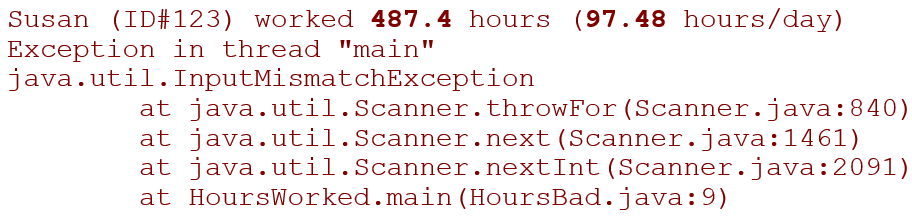 Susan (ID#123) worked 487.4 hours (97.48 hours/day)
Exception in thread "main"
java.util.InputMismatchException
        at java.util.Scanner.throwFor(Scanner.java:840)
        at java.util.Scanner.next(Scanner.java:1461)
        at java.util.Scanner.nextInt(Scanner.java:2091)
        at HoursWorked.main(HoursBad.java:9)